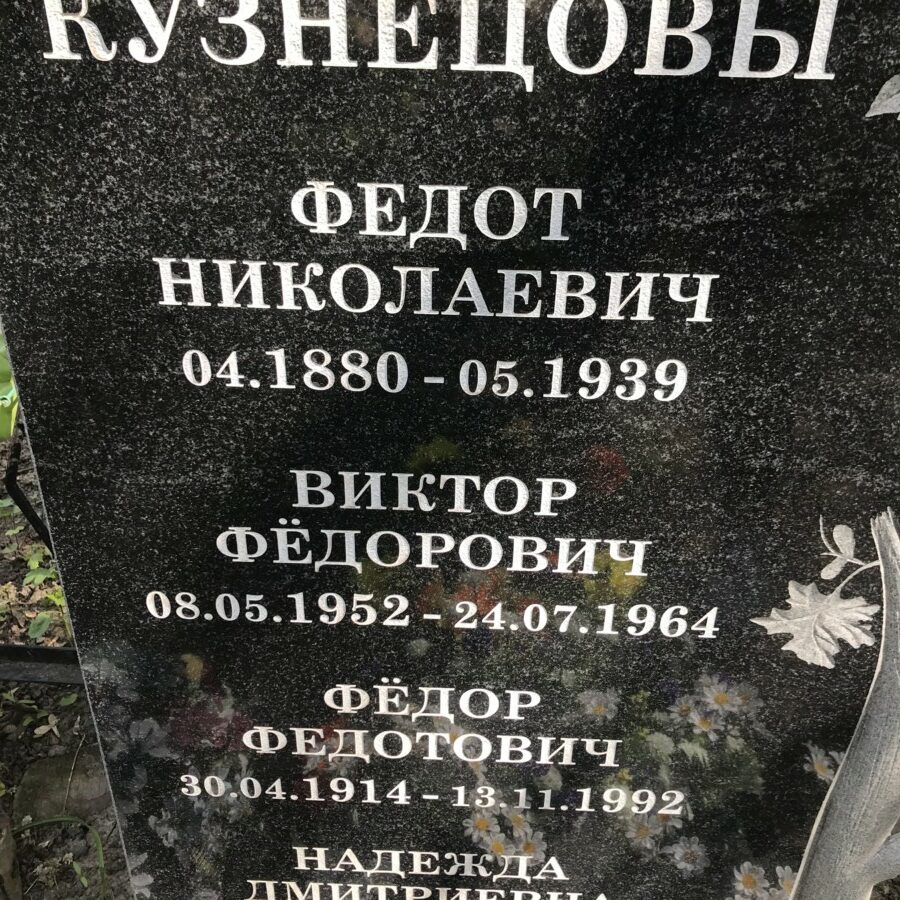 КУЗНЕЦОВЫ
ФЕДОТ
НИКОЛАЕВИЧ
04.1880 - 05.1939
ВИКТОР
ФЁДОРОВИЧ
08.05.1952 - 24.07.1964
ФЁДОР
ФЕДОТОВИЧ
30.04.1914 - 13.11.1992
НАДЕЖДА
ДМИТРИЕВНА